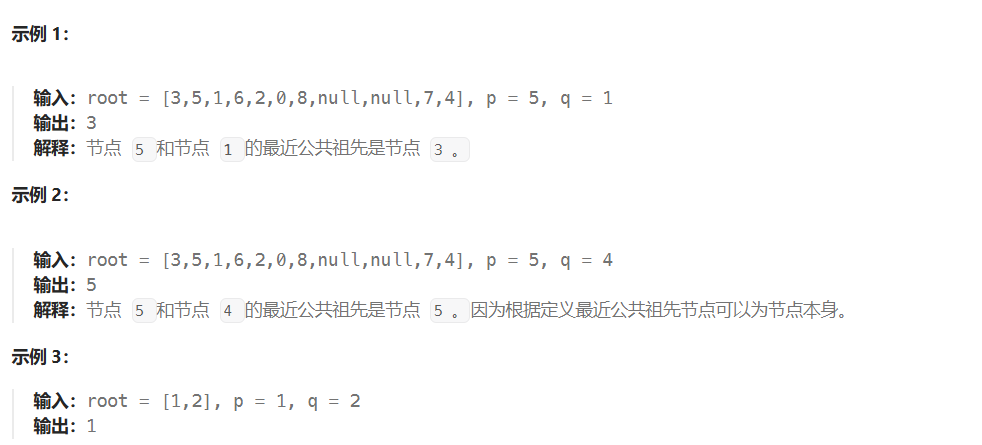 示例 1：
输入：root = [3,5,1,6,2,0,8,null,null,7,4], p = 5, q = 1
输出：3
解释：节点 5 和节点 1 的最近公共祖先是节点 3 。
示例 2：
输入：root = [3,5,1,6,2,0,8,null,null,7,4], p = 5, q = 4
输出：5
解释：节点 5 和节点 4 的最近公共祖先是节点 5 。因为根据定义最近公共祖先节点可以为节点本身。
示例 3：
输入：root = [1,2], p = 1, q = 2
输出：1